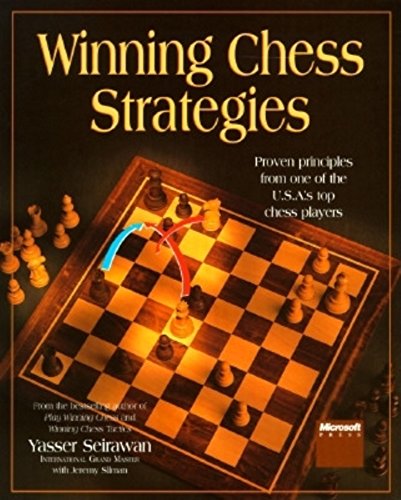 Winning Chess
Strategies
Proven principles
from one of the
U.S.A.'s top
chess players
From the bestselling author of
Play Winning Chess and
Winning Chess Tactics
Yasser Seirawan
INTERNATIONAL GRAND MASTER
with Jeremy Silman
Microsoft
PRESS